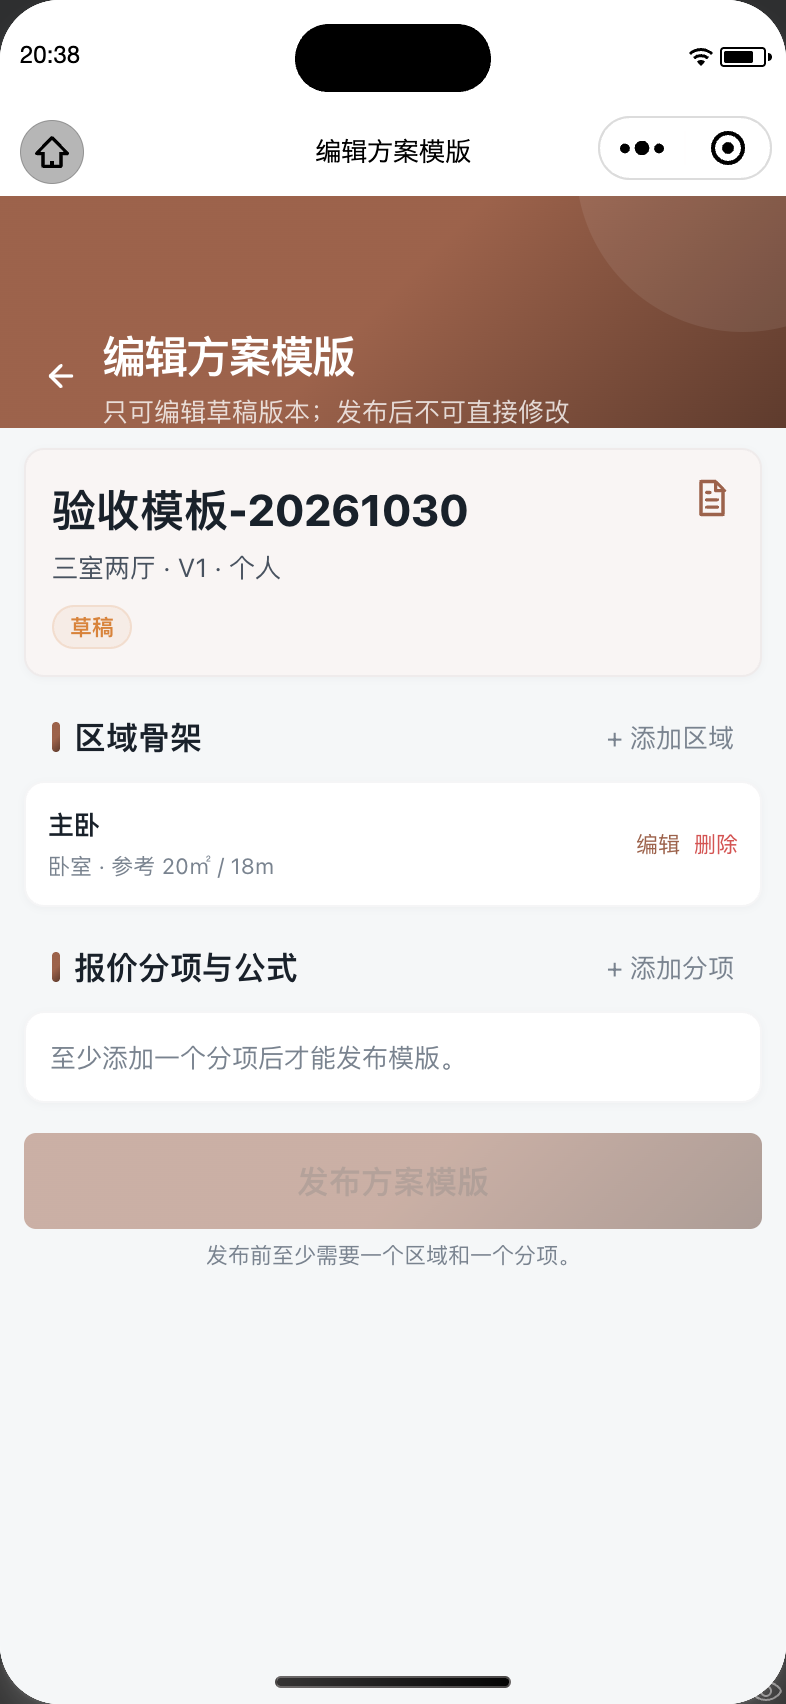 20:38
编辑方案模版
编辑方案模版
只可编辑草稿版本；发布后不可直接修改
验收模板-20261030
三室两厅 · V1 · 个人
草稿
区域骨架
+ 添加区域
主卧
卧室 · 参考 20㎡ / 18m
编辑 删除
报价分项与公式
+ 添加分项
至少添加一个分项后才能发布模版。
发布方案模版
发布前至少需要一个区域和一个分项。